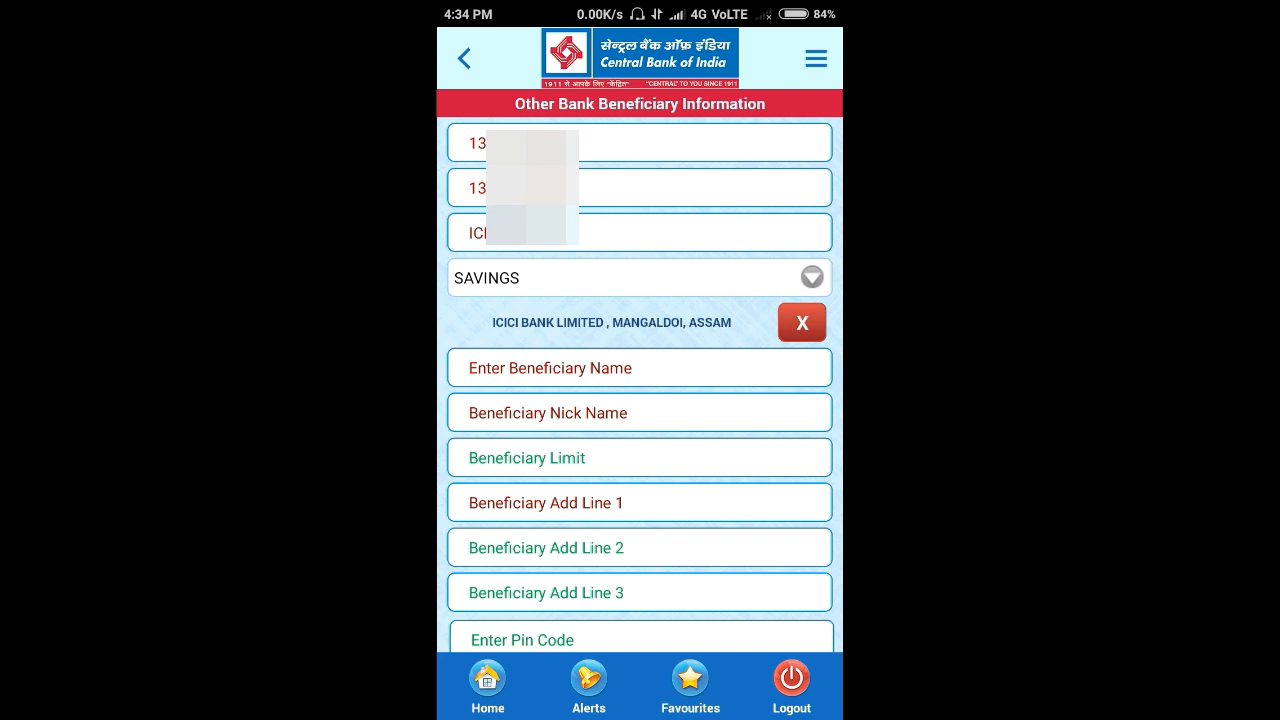 4:34 PM 0.00K/s 4G VoLTE 84%
सेन्ट्रल बैंक ऑफ़ इंडिया
Central Bank of India
1911 से आपके लिए "केंद्रित" "CENTRAL" TO YOU SINCE 1911
Other Bank Beneficiary Information
13
13
ICI
SAVINGS
ICICI BANK LIMITED , MANGALDOI, ASSAM
X
Enter Beneficiary Name
Beneficiary Nick Name
Beneficiary Limit
Beneficiary Add Line 1
Beneficiary Add Line 2
Beneficiary Add Line 3
Enter Pin Code
Home Alerts Favourites Logout